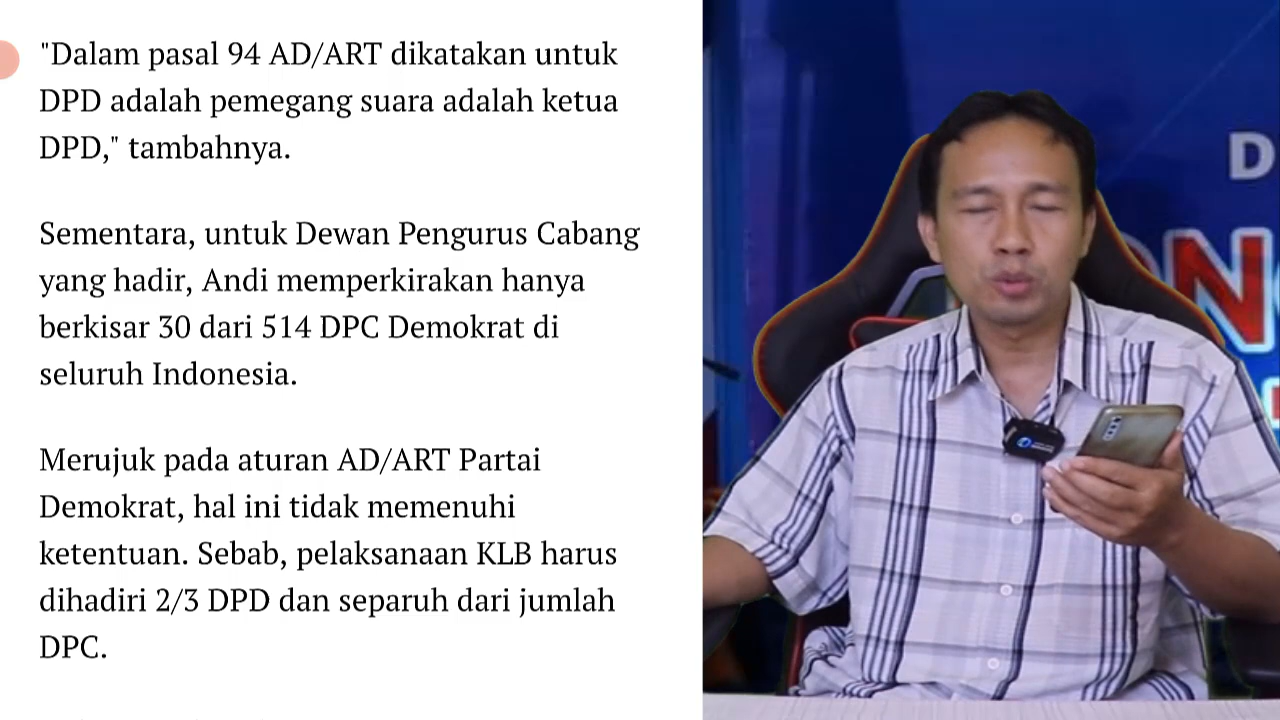 "Dalam pasal 94 AD/ART dikatakan untuk
DPD adalah pemegang suara adalah ketua
DPD," tambahnya.
Sementara, untuk Dewan Pengurus Cabang
yang hadir, Andi memperkirakan hanya
berkisar 30 dari 514 DPC Demokrat di
seluruh Indonesia.
Merujuk pada aturan AD/ART Partai
Demokrat, hal ini tidak memenuhi
ketentuan. Sebab, pelaksanaan KLB harus
dihadiri 2/3 DPD dan separuh dari jumlah
DPC.